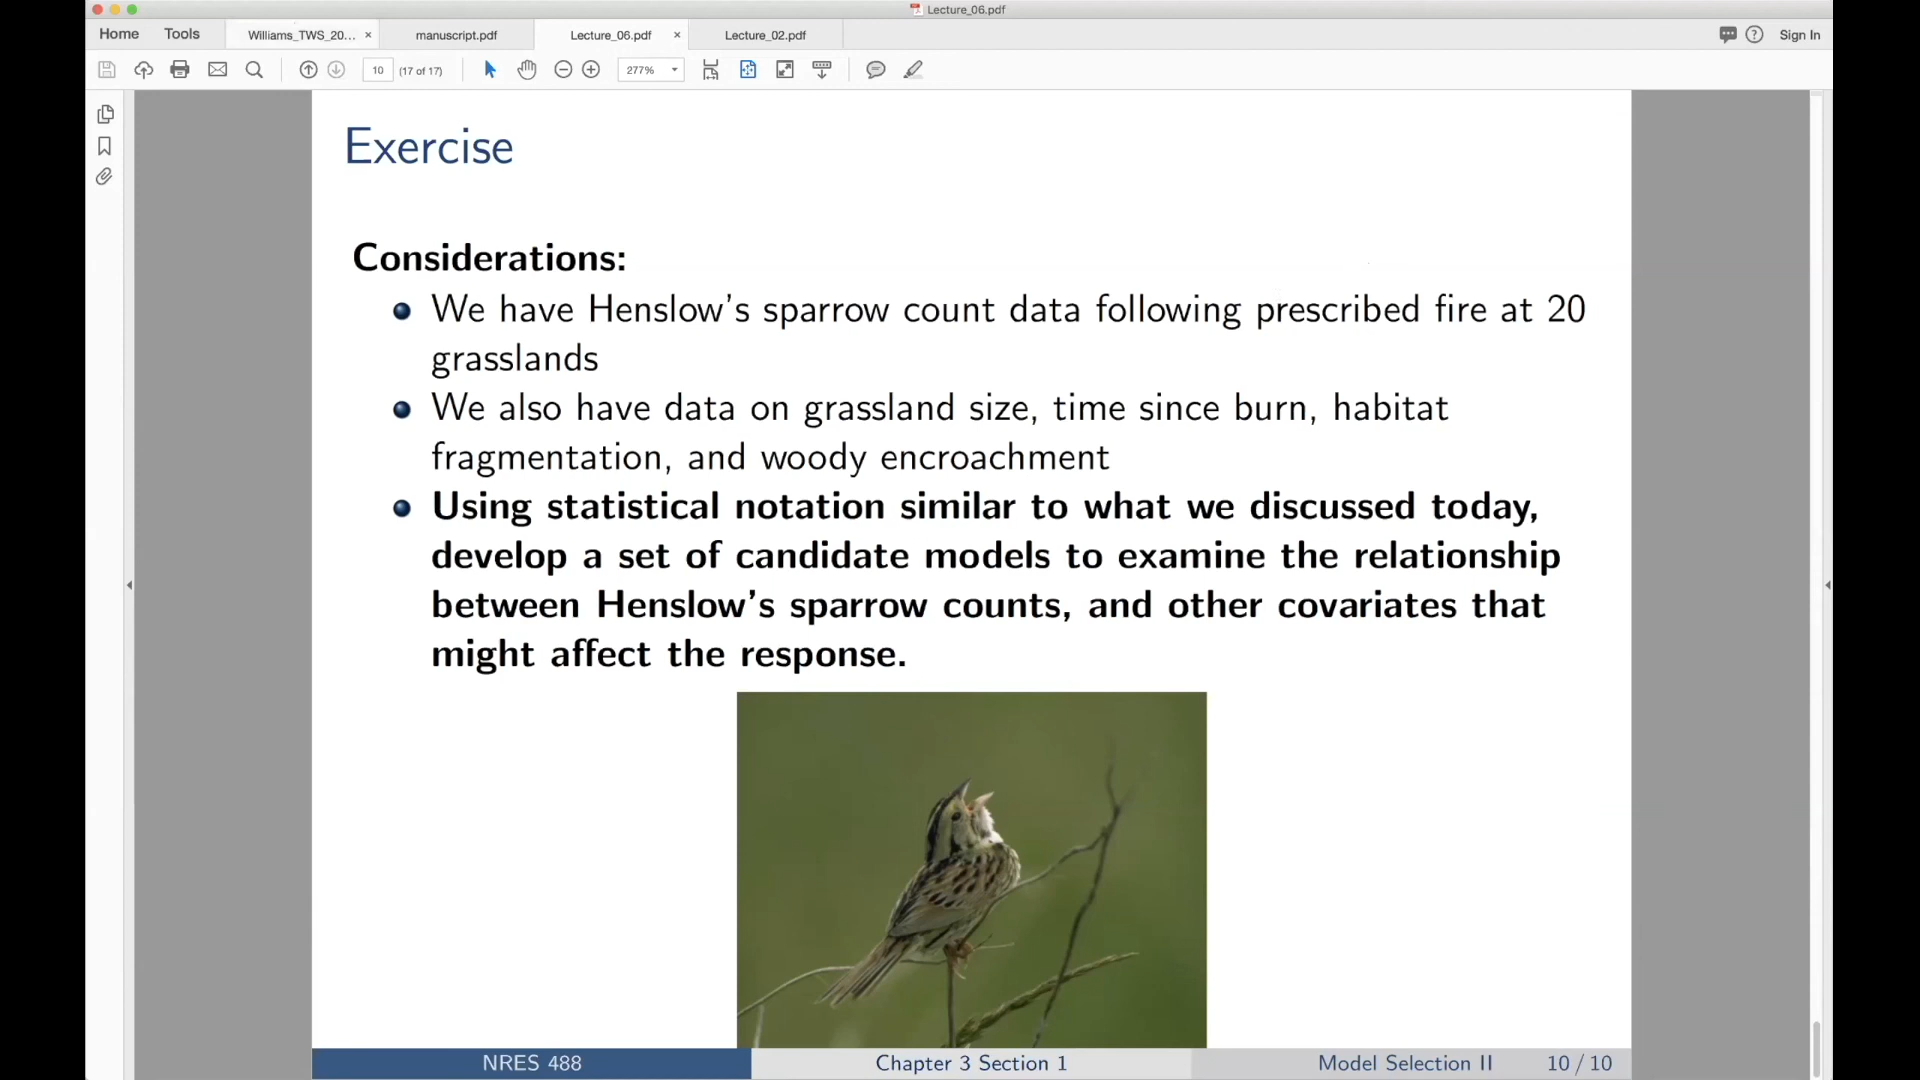 Lecture_06.pdf
Home Tools Williams_TWS_20... × manuscript.pdf Lecture_06.pdf × Lecture_02.pdf ? Sign In
10 (17 of 17) 277%
Exercise
Considerations:
We have Henslow's sparrow count data following prescribed fire at 20
grasslands
We also have data on grassland size, time since burn, habitat
fragmentation, and woody encroachment
Using statistical notation similar to what we discussed today,
develop a set of candidate models to examine the relationship
between Henslow's sparrow counts, and other covariates that
might affect the response.
NRES 488 Chapter 3 Section 1 Model Selection II 10 / 10